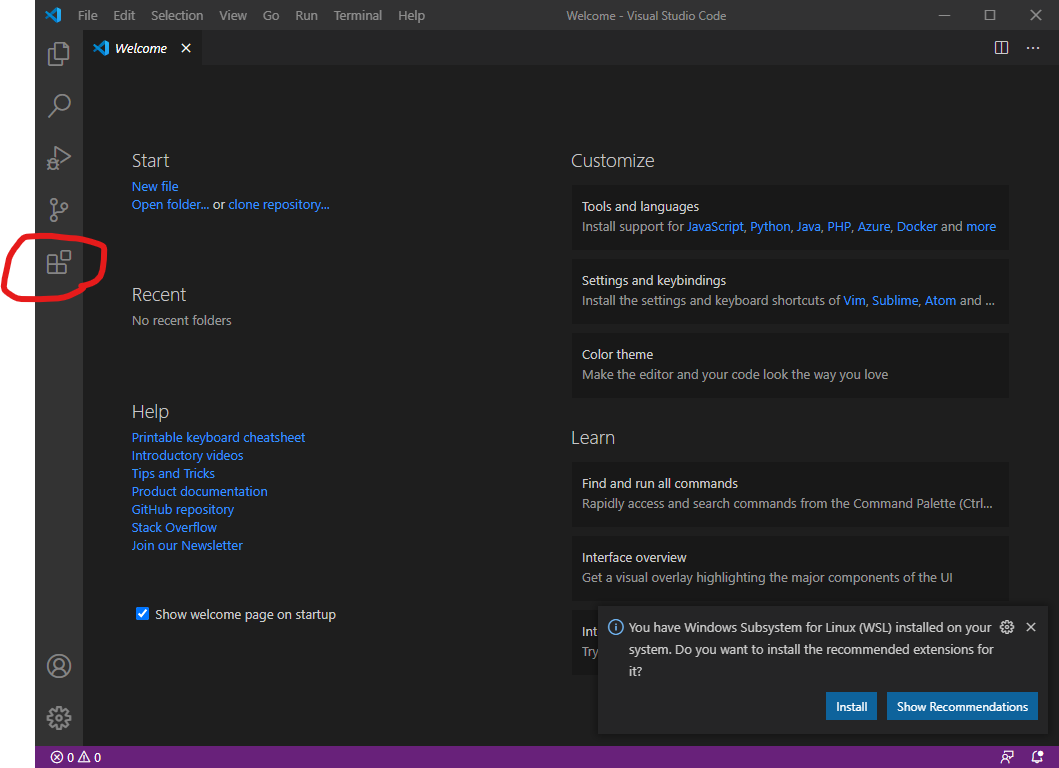 File Edit Selection View Go Run Terminal Help Welcome - Visual Studio Code
Welcome
Start
New file
Open folder... or clone repository...
Recent
No recent folders
Help
Printable keyboard cheatsheet
Introductory videos
Tips and Tricks
Product documentation
GitHub repository
Stack Overflow
Join our Newsletter
Show welcome page on startup
Customize
Tools and languages
Install support for JavaScript, Python, Java, PHP, Azure, Docker and more
Settings and keybindings
Install the settings and keyboard shortcuts of Vim, Sublime, Atom and ...
Color theme
Make the editor and your code look the way you love
Learn
Find and run all commands
Rapidly access and search commands from the Command Palette (Ctrl...
Interface overview
Get a visual overlay highlighting the major components of the UI
Int
Try
You have Windows Subsystem for Linux (WSL) installed on your
system. Do you want to install the recommended extensions for
it?
Install Show Recommendations
0 0